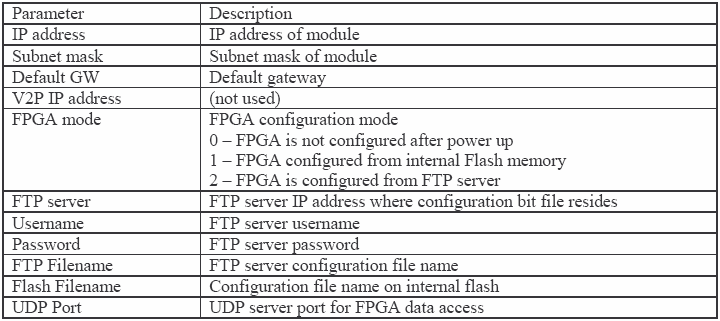 Parameter Description
IP address IP address of module
Subnet mask Subnet mask of module
Default GW Default gateway
V2P IP address (not used)
FPGA mode FPGA configuration mode
0 – FPGA is not configured after power up
1 – FPGA configured from internal Flash memory
2 – FPGA is configured from FTP server
FTP server FTP server IP address where configuration bit file resides
Username FTP server username
Password FTP server password
FTP Filename FTP server configuration file name
Flash Filename Configuration file name on internal flash
UDP Port UDP server port for FPGA data access